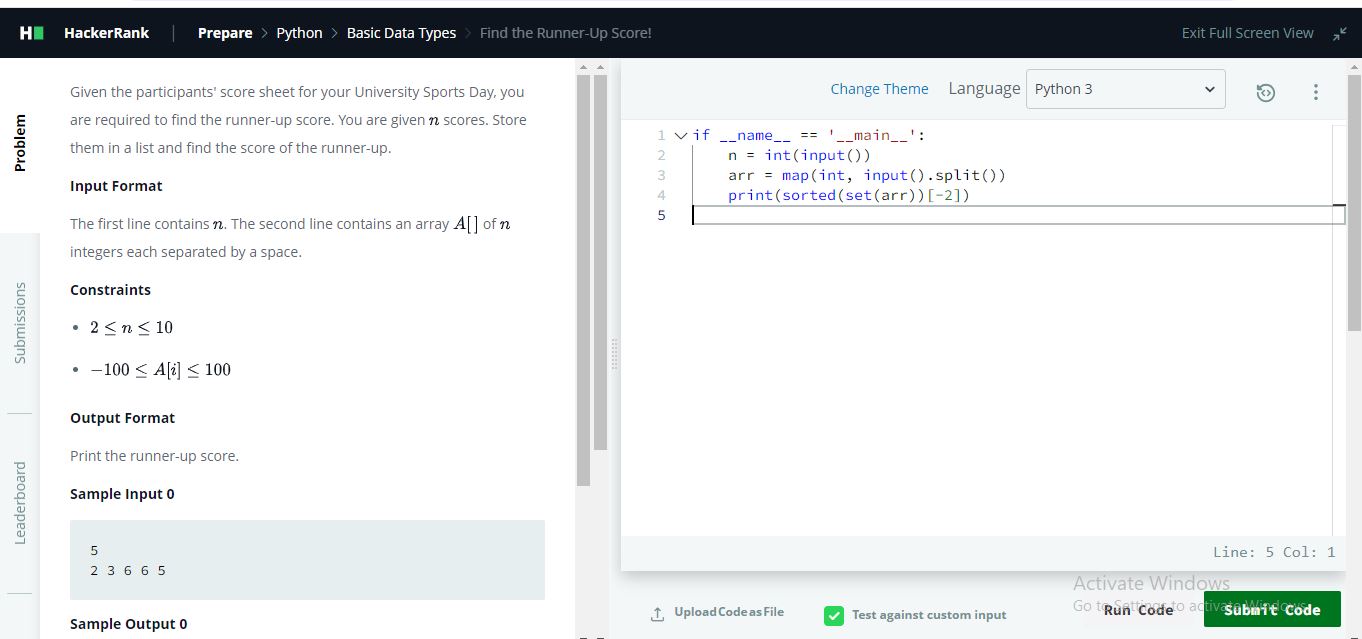 HackerRank | Prepare > Python > Basic Data Types > Find the Runner-Up Score!
Exit Full Screen View
Problem
Submissions
Leaderboard
Given the participants' score sheet for your University Sports Day, you
are required to find the runner-up score. You are given n scores. Store
them in a list and find the score of the runner-up.
Input Format
The first line contains n. The second line contains an array A[] of n
integers each separated by a space.
Constraints
• 2 ≤ n ≤ 10
• −100 ≤ A[i] ≤ 100
Output Format
Print the runner-up score.
Sample Input 0
5
2 3 6 6 5
Sample Output 0
Change Theme Language Python 3
1 if __name__ == '__main__':
2 n = int(input())
3 arr = map(int, input().split())
4 print(sorted(set(arr))[-2])
5
Line: 5 Col: 1
Activate Windows
Go to Settings to activate Windows.
Upload Code as File
Test against custom input
Run Code
Submit Code